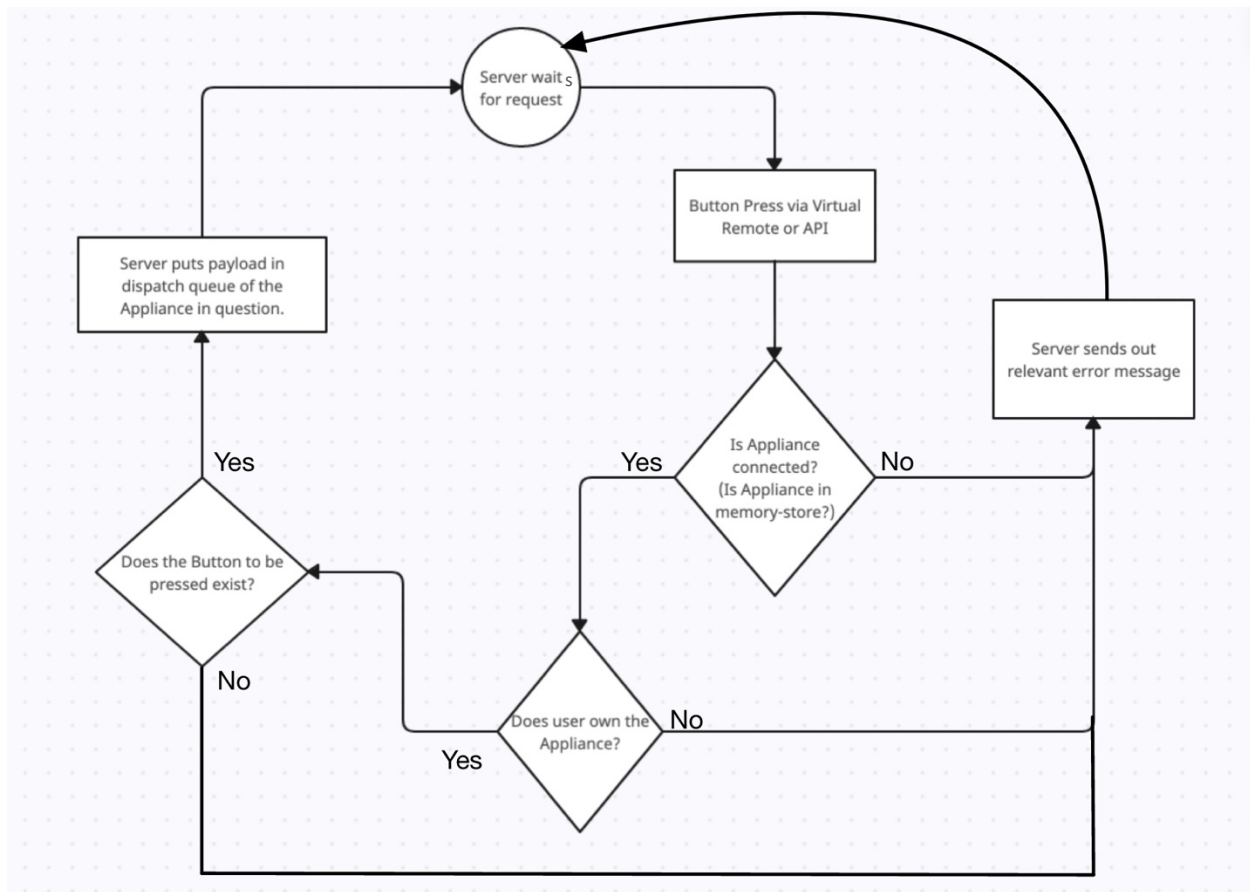 Server waits
for request
Button Press via Virtual
Remote or API
Server puts payload in
dispatch queue of the
Appliance in question.
Server sends out
relevant error message
Is Appliance
connected?
(Is Appliance in
memory-store?)
Yes
No
Yes
Does the Button to be
pressed exist?
No
Does user own the
Appliance?
No
Yes